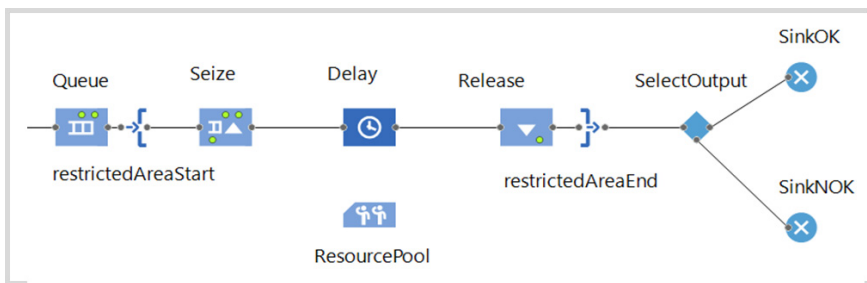 SinkOK
Queue
Seize
Delay
Release
SelectOutput
restrictedAreaStart
restrictedAreaEnd
SinkNOK
ResourcePool